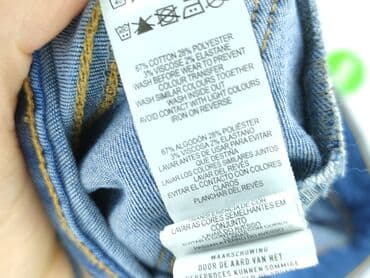 67% COTTON 28% POLYESTER
3% VISCOSE 2% ELASTANE
WASH BEFORE WEAR TO PREVENT
COLOUR TRANSFER
WASH SIMILAR COLOURS TOGETHER
WASH INSIDE OUT
AVOID CONTACT WITH LIGHT COLOURS
IRON ON REVERSE
67% ALGODÓN 28% POLIÉSTER
3% VISCOSA 2% ELASTANO
LAVAR ANTES DE USAR PARA EVITAR
QUE DESTIÑA
LAVAR COLORES SIMILARES JUNTOS
LAVAR DEL REVÉS
EVITAR EL CONTACTO CON COLORES
CLAROS
PLANCHAR DEL REVÉS
LAVAR AS CORES SEMELHANTES EM
CONJUNTO
LAVAR
WAARSCHUWING
DOOR DE AARD VAN HET
KUNNEN SOMMIGE